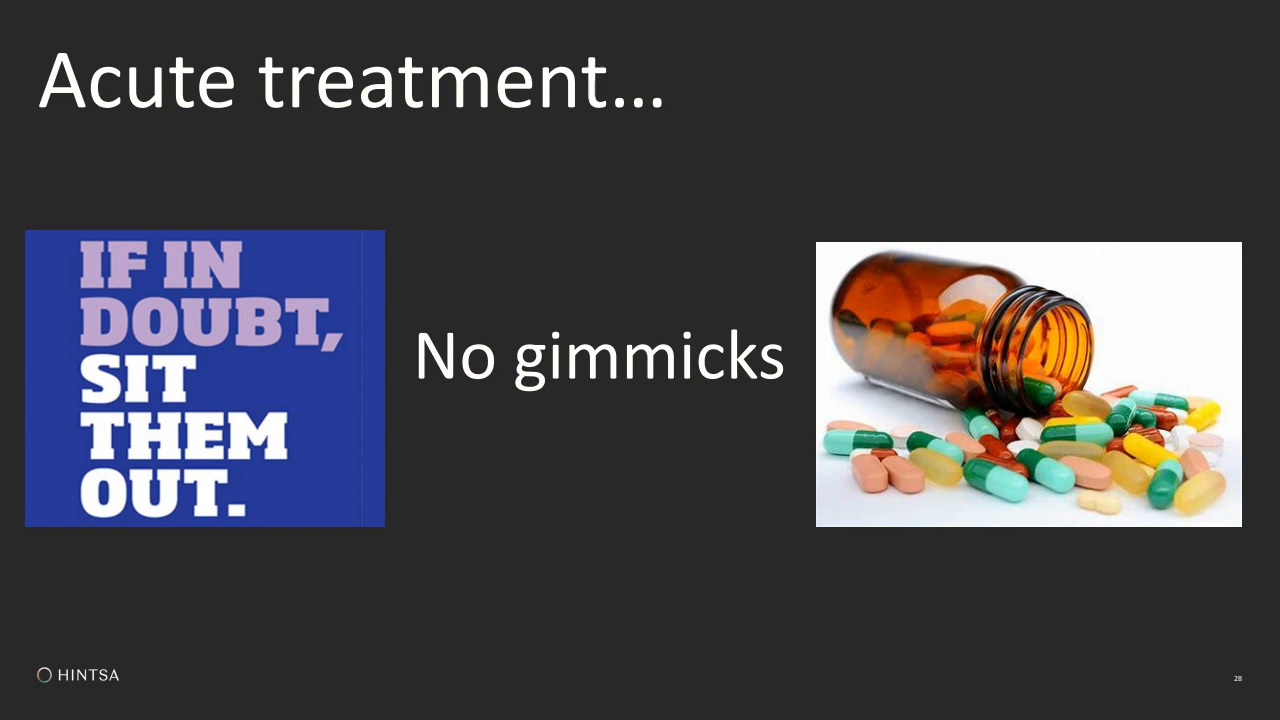 Acute treatment...
IF IN
DOUBT,
SIT
THEM
OUT.
No gimmicks
HINTSA
28